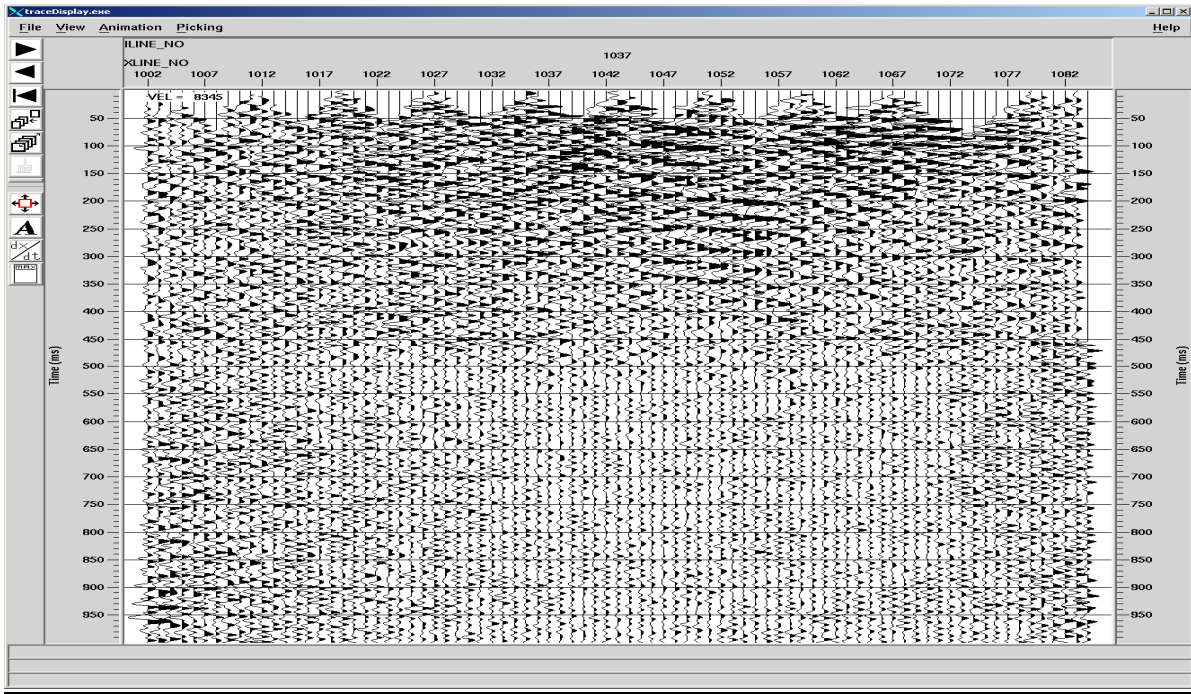 traceDisplay.exe
File View Animation Picking Help
ILINE_NO
1037
XLINE_NO
1002 1007 1012 1017 1022 1027 1032 1037 1042 1047 1052 1057 1062 1067 1072 1077 1082
VEL = 8345
50 50
100 100
150 150
200 200
A
250 250
dx/dt
max
300 300
350 350
400 400
450 450
Time (ms) Time (ms)
500 500
550 550
600 600
650 650
700 700
750 750
800 800
850 850
900 900
950 950